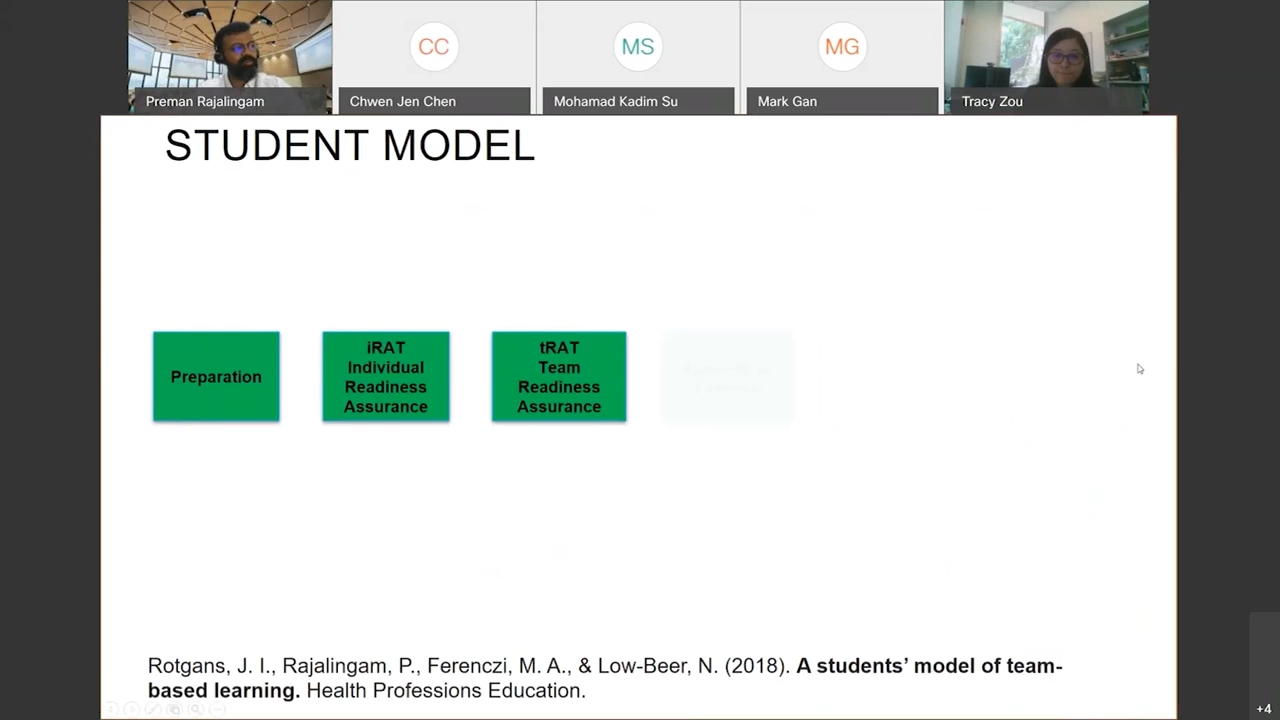 CC
MS
MG
Preman Rajalingam
Chwen Jen Chen
Mohamad Kadim Su
Mark Gan
Tracy Zou
STUDENT MODEL
Preparation
iRAT
Individual
Readiness
Assurance
tRAT
Team
Readiness
Assurance
Rotgans, J. I., Rajalingam, P., Ferenczi, M. A., & Low-Beer, N. (2018). A students’ model of team-
based learning. Health Professions Education.
+4